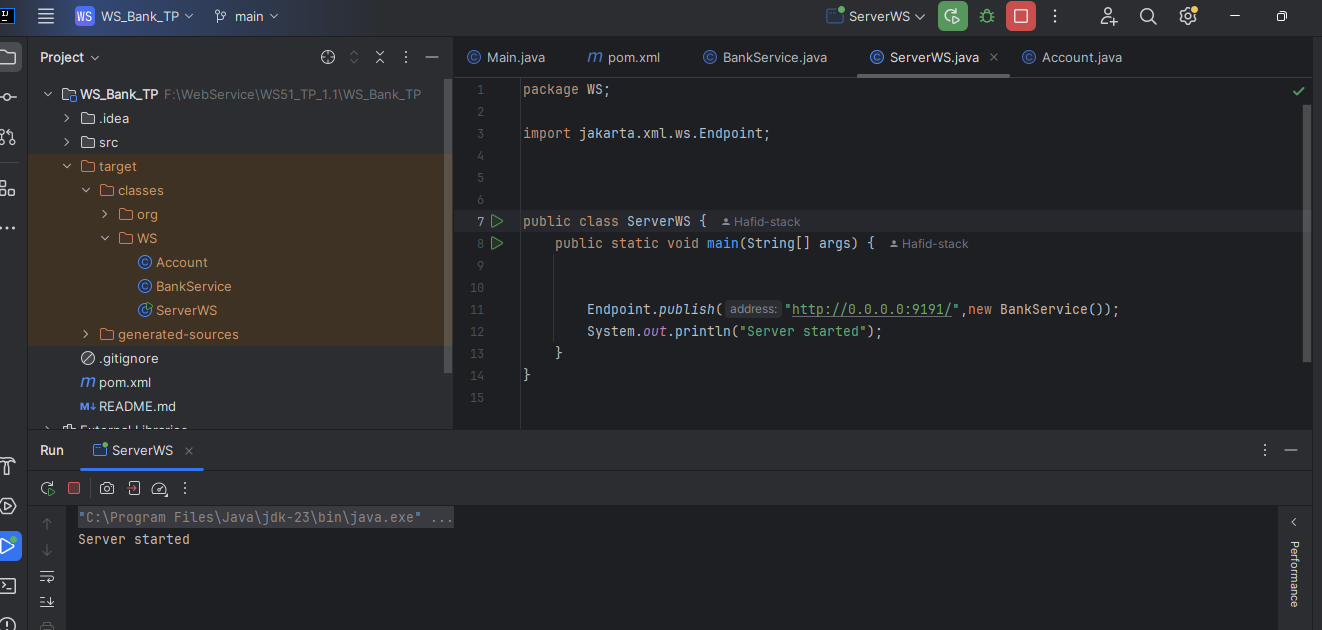 WS WS_Bank_TP main ServerWS
Project
Main.java pom.xml BankService.java ServerWS.java Account.java
WS_Bank_TP F:\WebService\WS51_TP_1.1\WS_Bank_TP
.idea
src
target
classes
org
WS
Account
BankService
ServerWS
generated-sources
.gitignore
pom.xml
README.md
External Libraries
1 package WS;
2
3 import jakarta.xml.ws.Endpoint;
4
5
6
7 public class ServerWS { Hafid-stack
8 public static void main(String[] args) { Hafid-stack
9
10
11 Endpoint.publish( address: "http://0.0.0.0:9191/",new BankService());
12 System.out.println("Server started");
13 }
14 }
15
Run ServerWS
"C:\Program Files\Java\jdk-23\bin\java.exe" ...
Server started
Performance